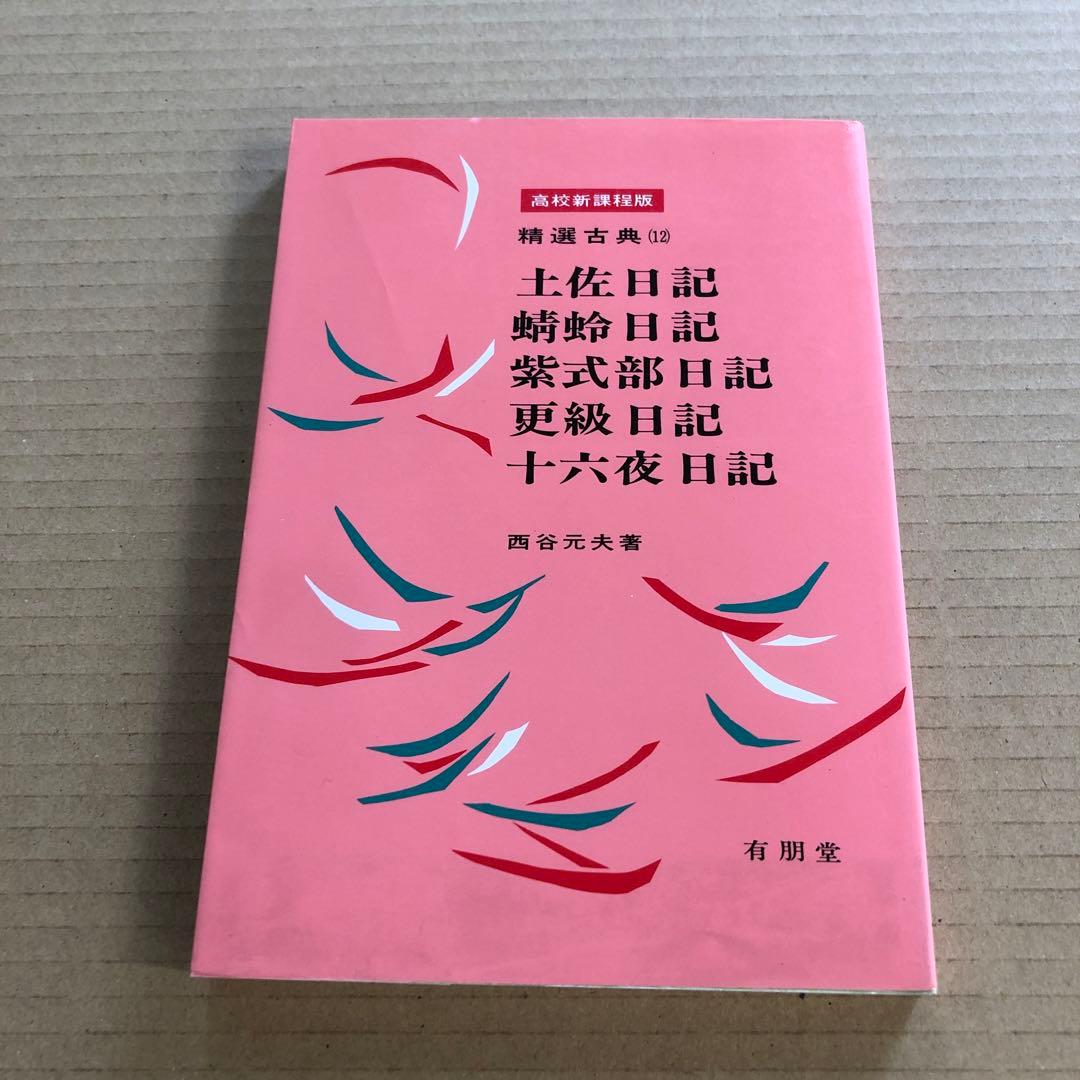 高校新課程版
精選古典(12)
土佐日記
蜻蛉日記
紫式部日記
更級日記
十六夜日記
西谷元夫著
有朋堂